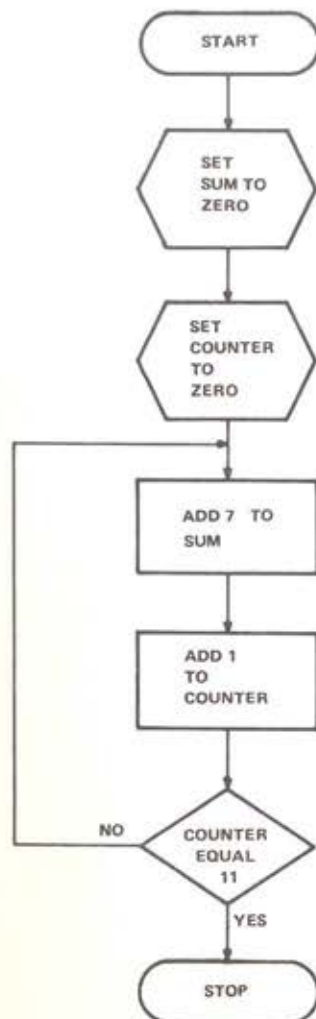 START
SET
SUM TO
ZERO
SET
COUNTER
TO
ZERO
ADD 7 TO
SUM
ADD 1
TO
COUNTER
NO
COUNTER
EQUAL
11
YES
STOP